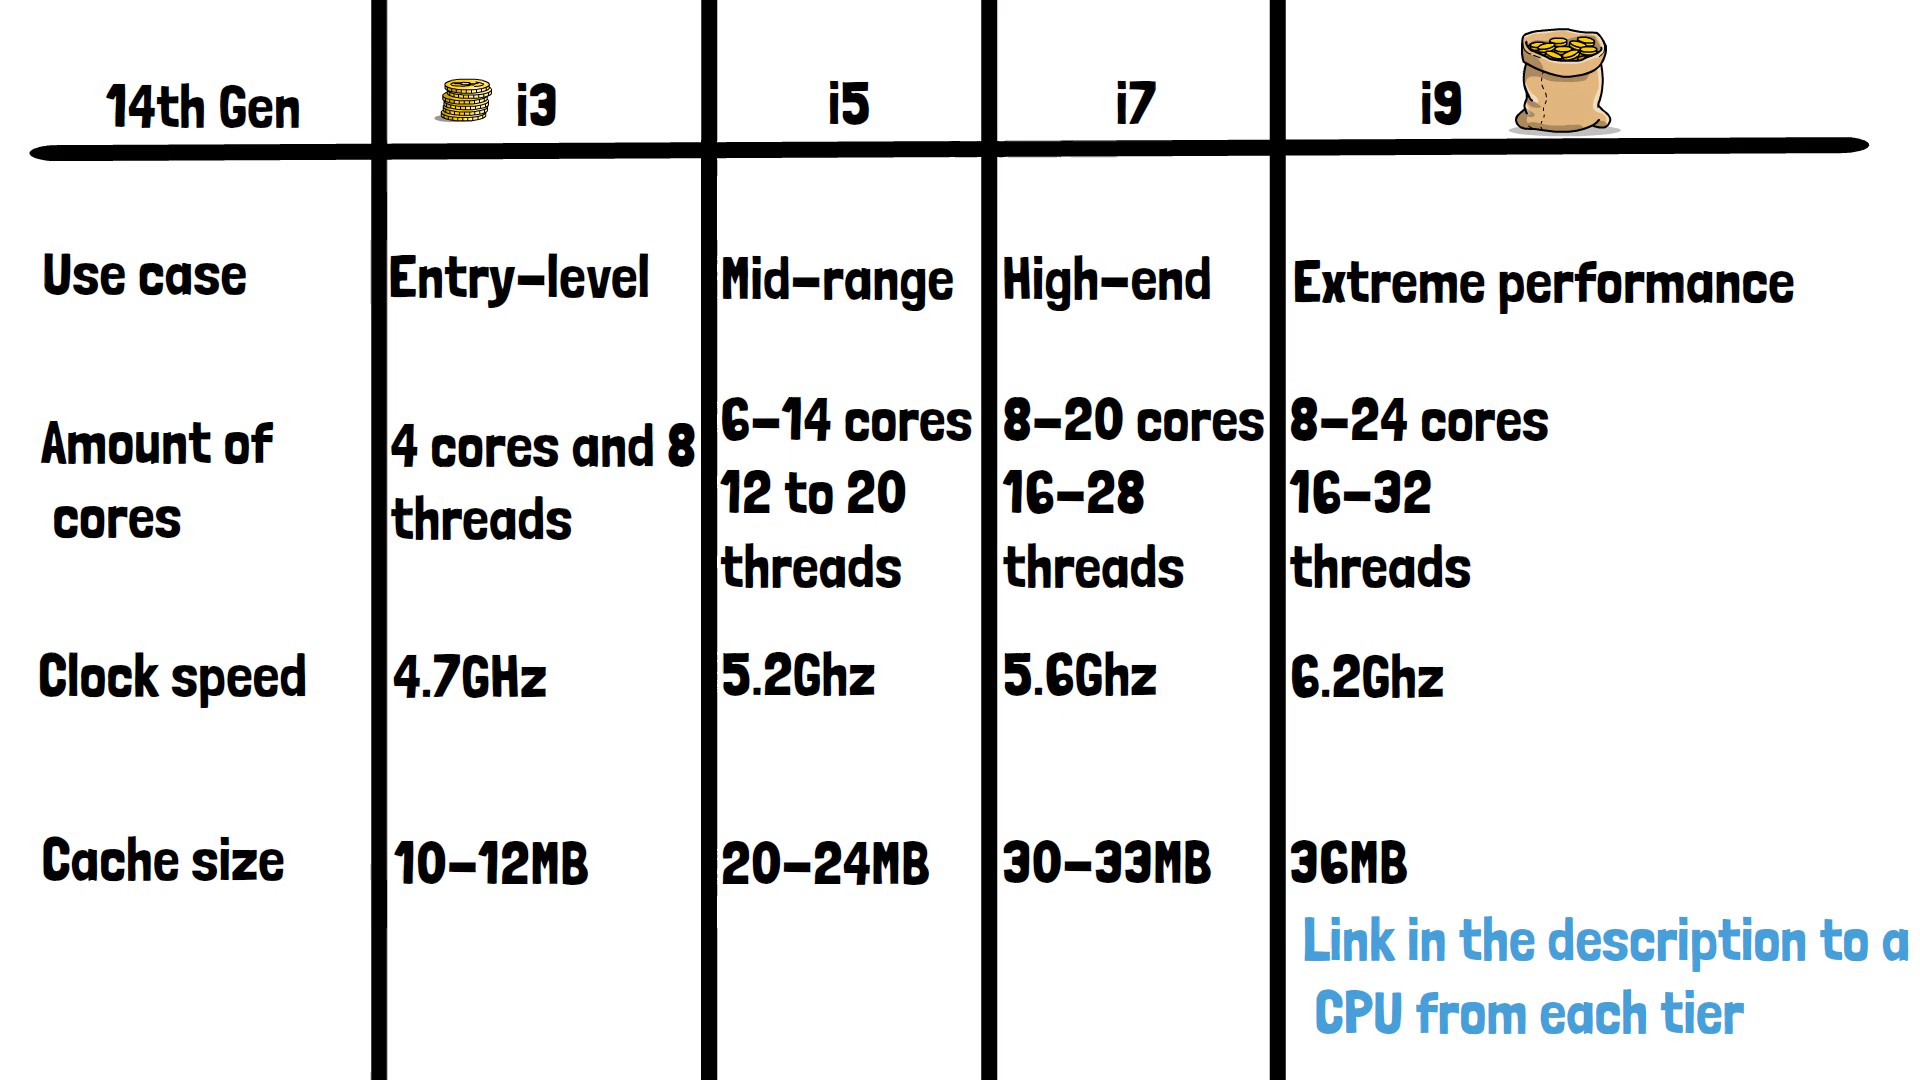 14th Gen i3 i5 i7 i9
Use case Entry-level Mid-range High-end Extreme performance
Amount of
cores
4 cores and 8
threads
6-14 cores
12 to 20
threads
8-20 cores
16-28
threads
8-24 cores
16-32
threads
Clock speed 4.7GHz 5.2Ghz 5.6Ghz 6.2Ghz
Cache size 10-12MB 20-24MB 30-33MB 36MB
Link in the description to a
CPU from each tier